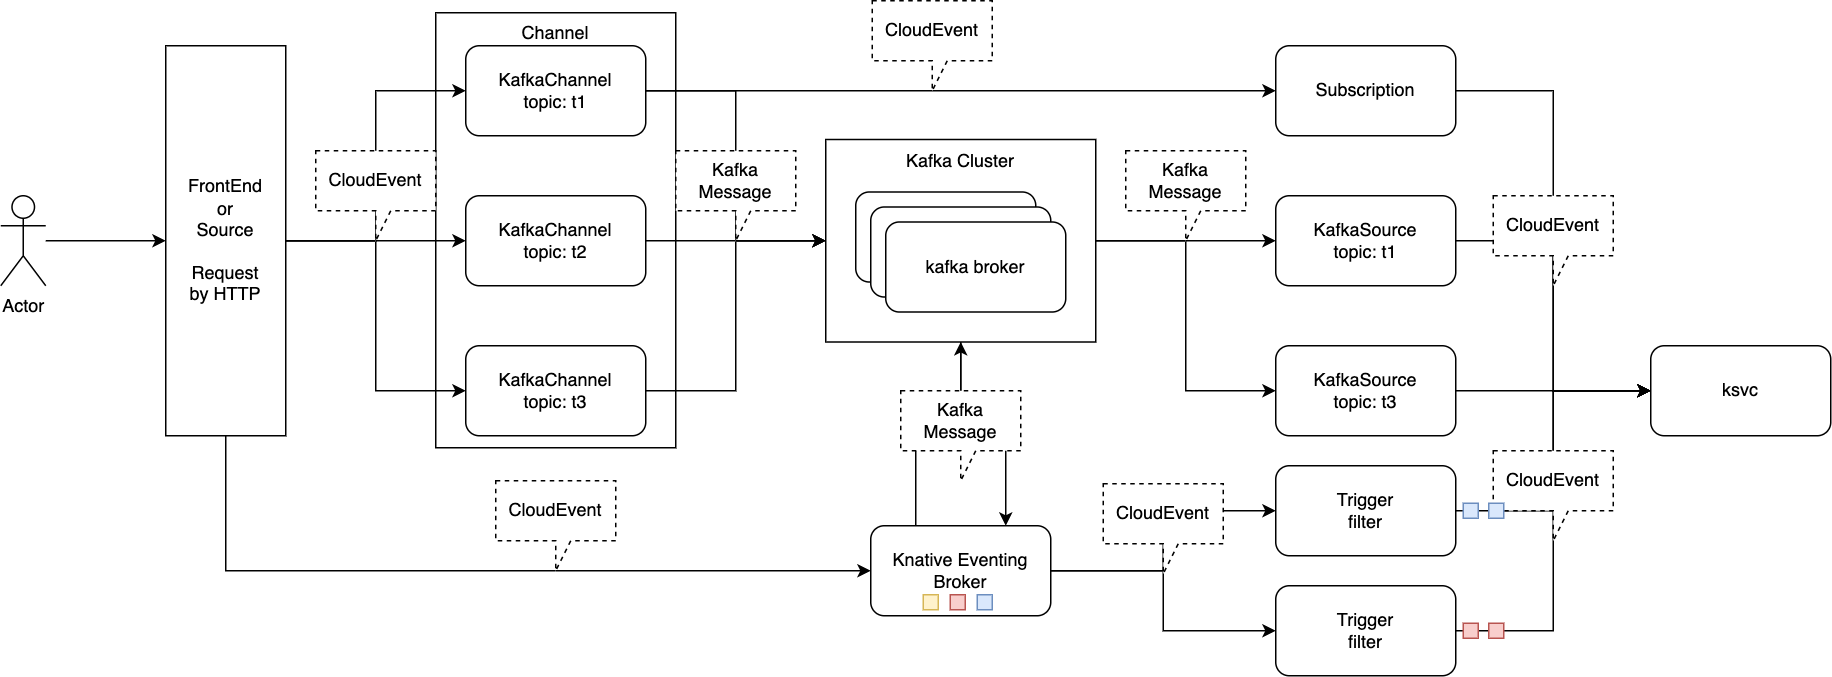 CloudEvent
Channel
KafkaChannel
topic: t1
Subscription
FrontEnd
or
Source
Request
by HTTP
CloudEvent
Kafka
Message
Kafka Cluster
kafka broker
Kafka
Message
KafkaChannel
topic: t2
KafkaSource
topic: t1
CloudEvent
Actor
KafkaChannel
topic: t3
Kafka
Message
KafkaSource
topic: t3
ksvc
CloudEvent
CloudEvent
Trigger
filter
CloudEvent
Knative Eventing
Broker
Trigger
filter